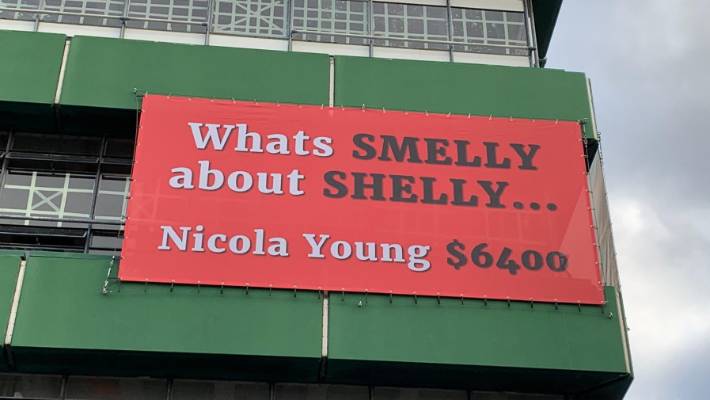 Whats SMELLY
about SHELLY...
Nicola Young $6400